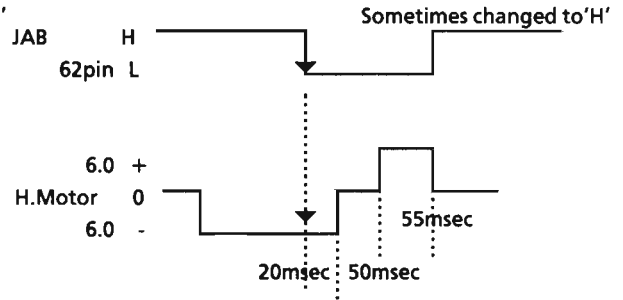 '
Sometimes changed to'H'
JAB H
62pin L
6.0 +
H.Motor 0
6.0 -
55msec
20msec 50msec